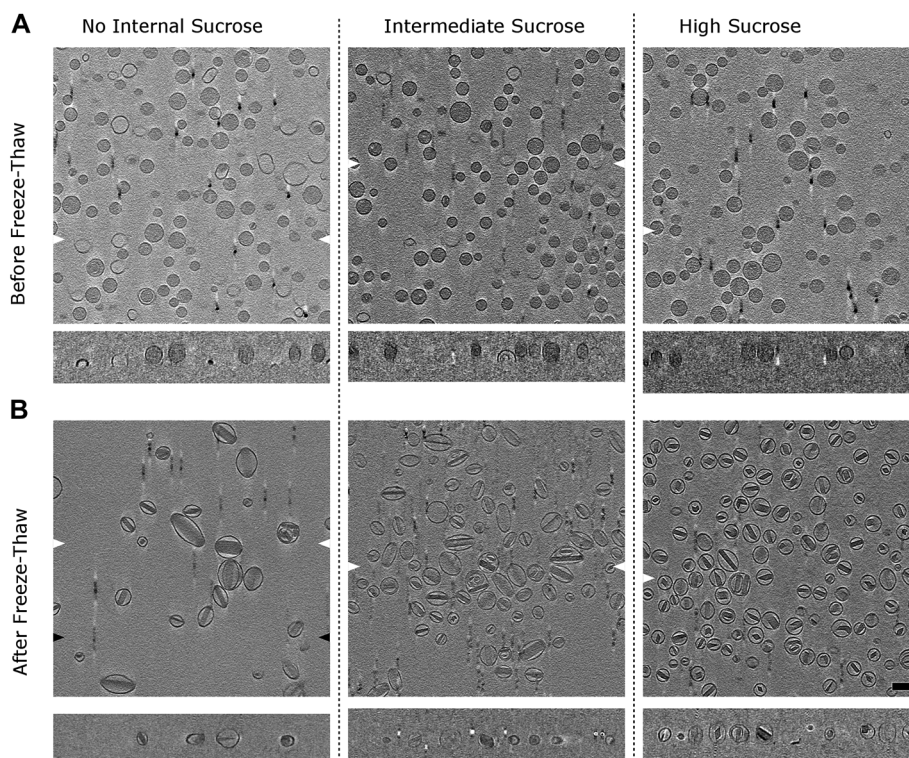 A
No Internal Sucrose
Intermediate Sucrose
High Sucrose
Before Freeze-Thaw
B
After Freeze-Thaw